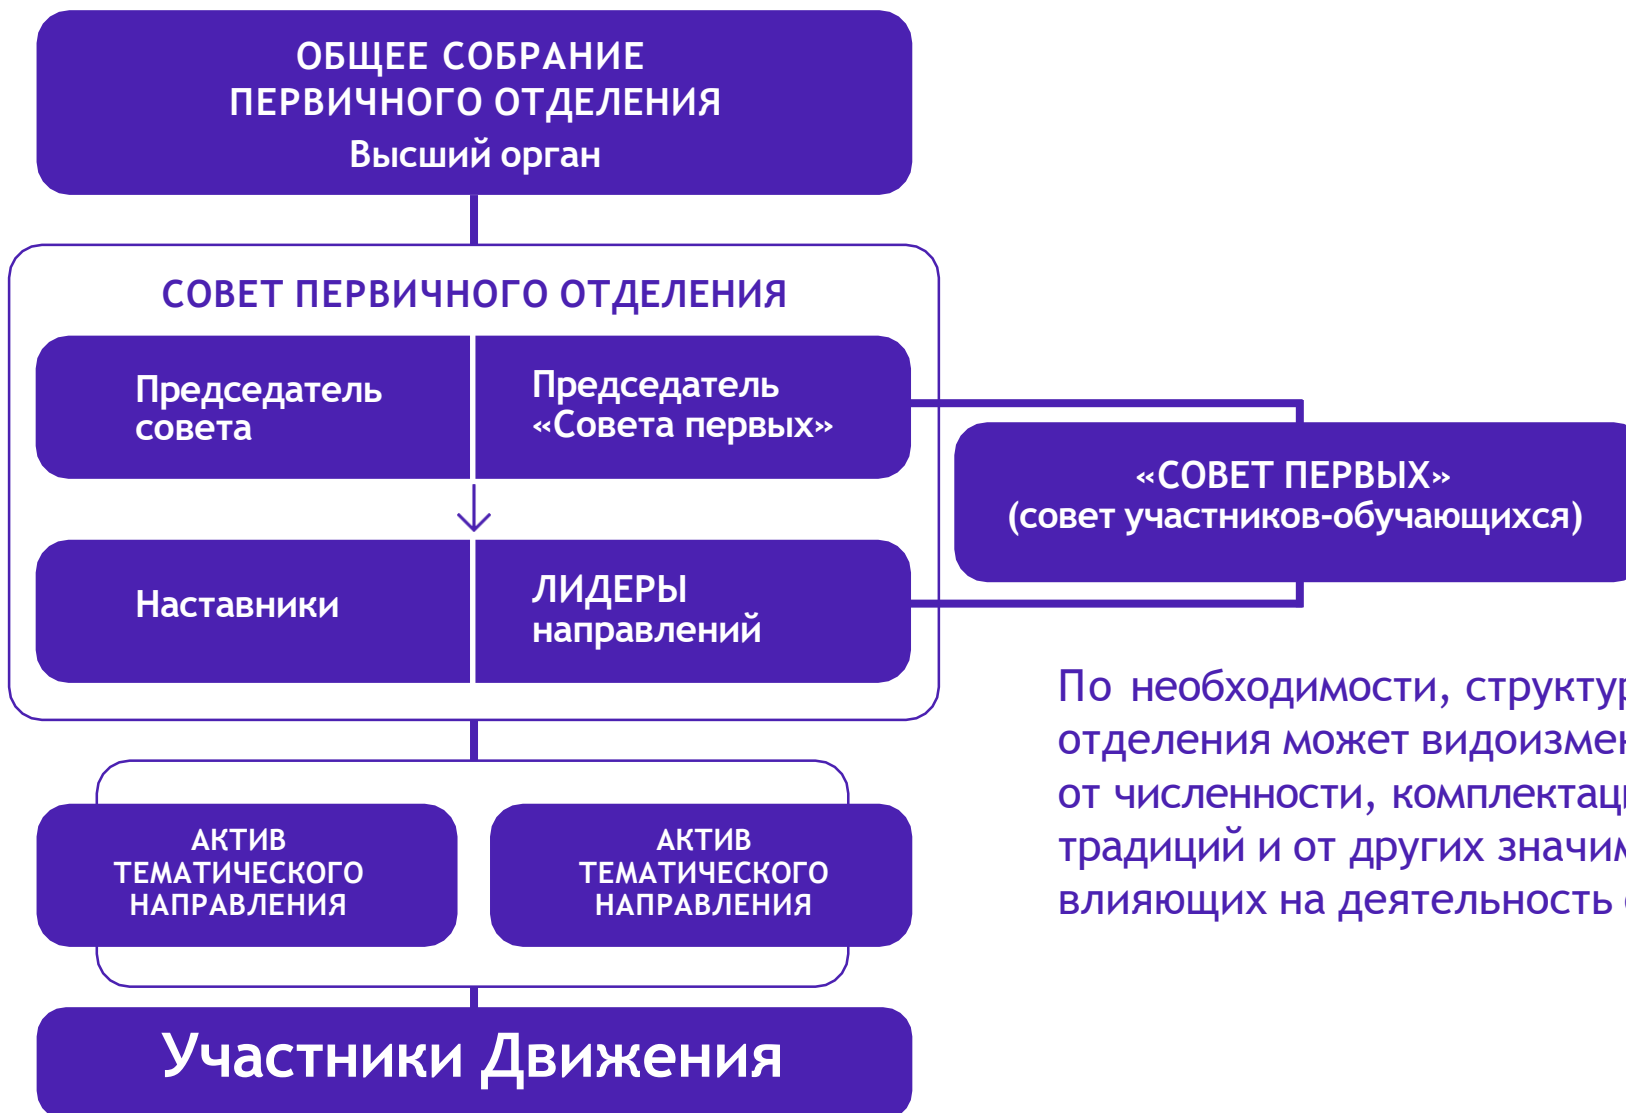 ОБЩЕЕ СОБРАНИЕ
ПЕРВИЧНОГО ОТДЕЛЕНИЯ
Высший орган
СОВЕТ ПЕРВИЧНОГО ОТДЕЛЕНИЯ
Председатель
совета
Председатель
«Совета первых»
Наставники
ЛИДЕРЫ
направлений
«СОВЕТ ПЕРВЫХ»
(совет участников-обучающихся)
По необходимости,
отделения может
от численности,
традиций и от других
влияющих на деятельность
АКТИВ
ТЕМАТИЧЕСКОГО
НАПРАВЛЕНИЯ
АКТИВ
ТЕМАТИЧЕСКОГО
НАПРАВЛЕНИЯ
Участники Движения